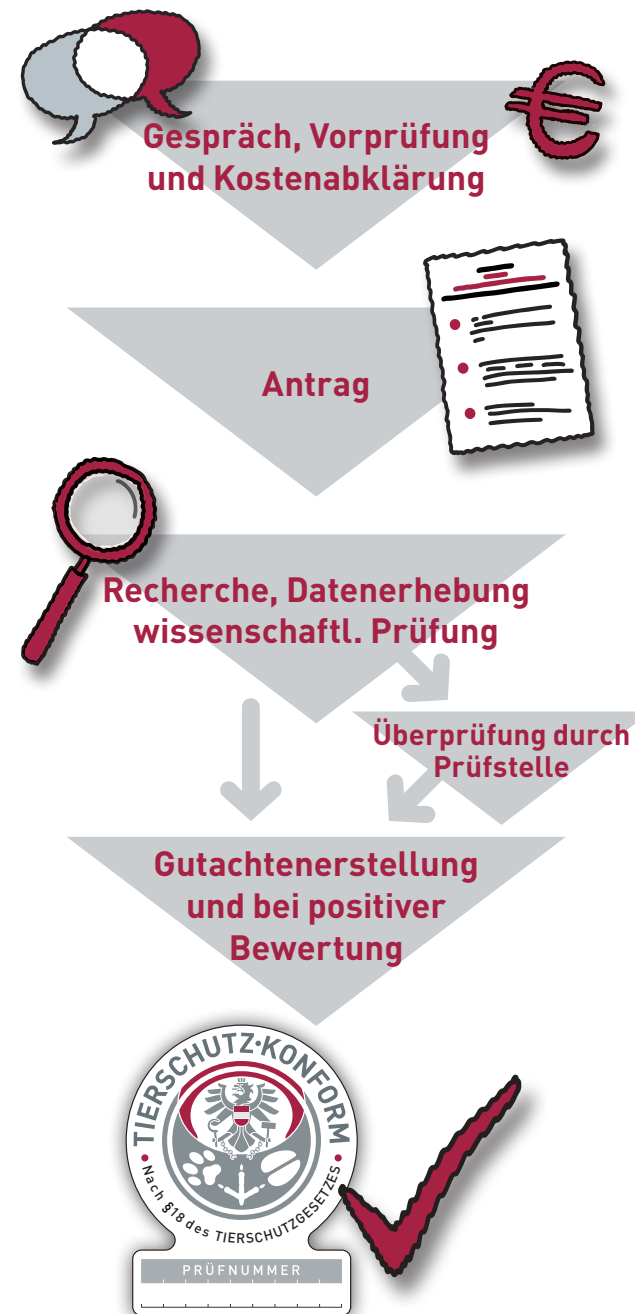 Gespräch, Vorprüfung
und Kostenabklärung
€
Antrag
Recherche, Datenerhebung
wissenschaftl. Prüfung
Überprüfung durch
Prüfstelle
Gutachtenerstellung
und bei positiver
Bewertung
TIERSCHUTZ·KONFORM
• Nach §18 des TIERSCHUTZGESETZES •
PRÜFNUMMER